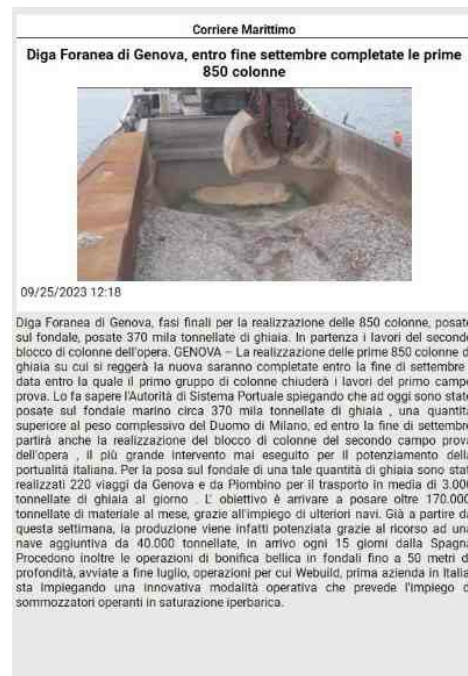 Corriere Marittimo
Diga Foranea di Genova, entro fine settembre completate le prime
850 colonne
09/25/2023 12:18
Diga Foranea di Genova, fasi finali per la realizzazione delle 850 colonne, posate
sul fondale, posate 370 mila tonnellate di ghiaia. In partenza i lavori del second
blocco di colonne dell'opera. GENOVA – La realizzazione delle prime 850 colonne d
ghiaia su cui si reggerà la nuova saranno completate entro la fine di settembre
data entro la quale il primo gruppo di colonne chiuderà i lavori del primo campo
prova. Lo fa sapere l'Autorità di Sistema Portuale spiegando che ad oggi sono state
posate sul fondale marino circa 370 mila tonnellate di ghiaia , una quantità
superiore al peso complessivo del Duomo di Milano, ed entro la fine di settembre
partirà anche la realizzazione del blocco di colonne del secondo campo prova
dell'opera , il più grande intervento mai eseguito per il potenziamento della
portualità italiana. Per la posa sul fondale di una tale quantità di ghiaia sono stat
realizzati 220 viaggi da Genova e da Piombino per il trasporto in media di 3.000
tonnellate di ghiaia al giorno . L' obiettivo è arrivare a posare oltre 170.000
tonnellate di materiale al mese, grazie all'impiego di ulteriori navi. Già a partire da
questa settimana, la produzione viene infatti potenziata grazie al ricorso ad una
nave aggiuntiva da 40.000 tonnellate, in arrivo ogni 15 giorni dalla Spagna
Procedono inoltre le operazioni di bonifica bellica in fondali fino a 50 metri d
profondità, avviate a fine luglio, operazioni per cui Webuild, prima azienda in Italia
sta impiegando una innovativa modalità operativa che prevede l'impiego d
sommozzatori operanti in saturazione iperbarica.